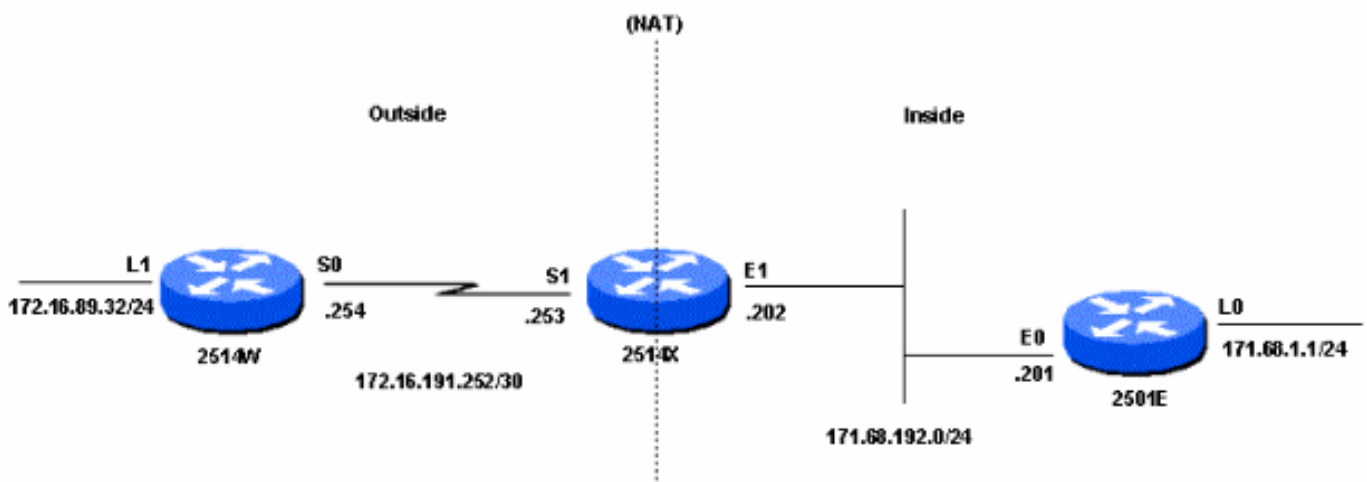 (NAT)
Outside
Inside
L1
172.16.89.32/24
S0
.254
2514W
172.16.191.252/30
S1
.253
2514X
E1
.202
171.68.192.0/24
E0
.201
2501E
L0
171.68.1.1/24